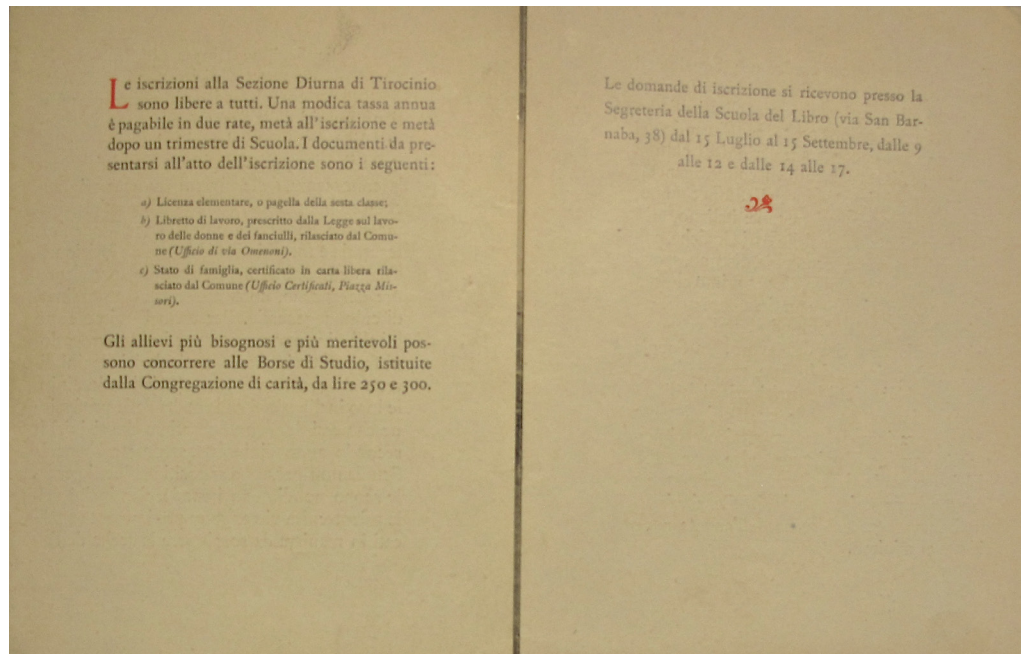 Le iscrizioni alla Sezione Diurna di Tirocinio
sono libere a tutti. Una modica tassa annua
è pagabile in due rate, metà all'iscrizione e metà
dopo un trimestre di Scuola. I documenti da pre-
sentarsi all'atto dell'iscrizione sono i seguenti:
a) Licenza elementare, o pagella della sesta classe;
b) Libretto di lavoro, prescritto dalla Legge sul lavo-
ro delle donne e dei fanciulli, rilasciato dal Comu-
ne (Ufficio di via Omenoni).
c) Stato di famiglia, certificato in carta libera rila-
sciato dal Comune (Ufficio Certificati, Piazza Mis-
sori).
Gli allievi più bisognosi e più meritevoli pos-
sono concorrere alle Borse di Studio, istituite
dalla Congregazione di carità, da lire 250 e 300.
Le domande di iscrizione si ricevono presso la
Segreteria della Scuola del Libro (via San Bar-
naba, 38) dal 15 Luglio al 15 Settembre, dalle 9
alle 12 e dalle 14 alle 17.